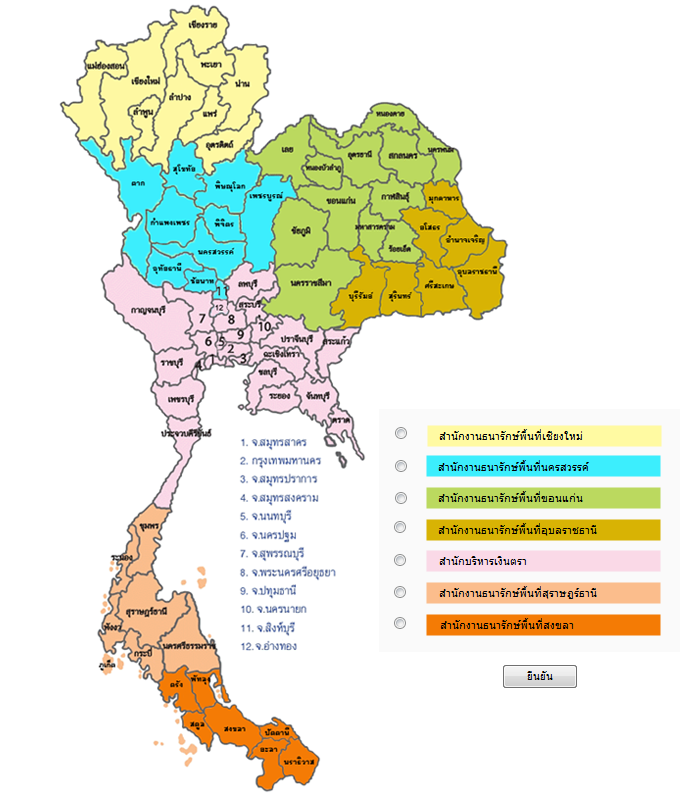 เชียงราย
แม่ฮ่องสอน
พะเยา
เชียงใหม่
น่าน
ลำปาง
ลำพูน
แพร่
อุตรดิตถ์
หนองคาย
เลย
อุดรธานี
สกลนคร
นครพนม
หนองบัวลำภู
สุโขทัย
ตาก
พิษณุโลก
เพชรบูรณ์
ขอนแก่น
กาฬสินธุ์
มุกดาหาร
กำแพงเพชร
พิจิตร
ชัยภูมิ
มหาสารคาม
ยโสธร
ร้อยเอ็ด
อำนาจเจริญ
นครสวรรค์
อุทัยธานี
ชัยนาท
ลพบุรี
นครราชสีมา
บุรีรัมย์
สุรินทร์
ศรีสะเกษ
อุบลราชธานี
11
กาญจนบุรี
12
สระบุรี
7
8
10
9
6
5
2
ปราจีนบุรี
สระแก้ว
ฉะเชิงเทรา
ราชบุรี
4
1
3
ชลบุรี
เพชรบุรี
ระยอง
จันทบุรี
ตราด
ประจวบคีรีขันธ์
1. จ.สมุทรสาคร
2. กรุงเทพมหานคร
3. จ.สมุทรปราการ
4. จ.สมุทรสงคราม
5. จ.นนทบุรี
6. จ.นครปฐม
7. จ.สุพรรณบุรี
8. จ.พระนครศรีอยุธยา
9. จ.ปทุมธานี
10. จ.นครนายก
11. จ.สิงห์บุรี
12. จ.อ่างทอง
สำนักงานธนารักษ์พื้นที่เชียงใหม่
สำนักงานธนารักษ์พื้นที่นครสวรรค์
สำนักงานธนารักษ์พื้นที่ขอนแก่น
สำนักงานธนารักษ์พื้นที่อุบลราชธานี
สำนักบริหารเงินตรา
สำนักงานธนารักษ์พื้นที่สุราษฎร์ธานี
สำนักงานธนารักษ์พื้นที่สงขลา
ยืนยัน
ชุมพร
ระนอง
สุราษฎร์ธานี
พังงา
นครศรีธรรมราช
กระบี่
ภูเก็ต
ตรัง
พัทลุง
สตูล
สงขลา
ปัตตานี
ยะลา
นราธิวาส